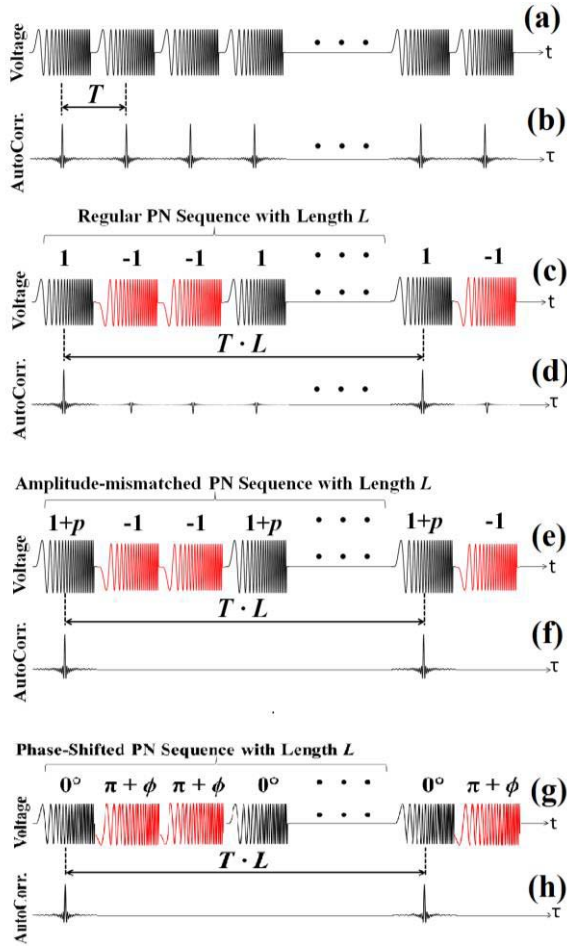 (a)
Voltage
t
T
(b)
AutoCorr.
τ
Regular PN Sequence with Length L
1 -1 -1 1 1 -1
(c)
Voltage
t
T · L
(d)
AutoCorr.
τ
Amplitude-mismatched PN Sequence with Length L
1+p -1 -1 1+p 1+p -1
(e)
Voltage
t
T · L
(f)
AutoCorr.
τ
Phase-Shifted PN Sequence with Length L
0° π + ϕ π + ϕ 0° 0° π + ϕ
(g)
Voltage
t
T · L
(h)
AutoCorr.
τ